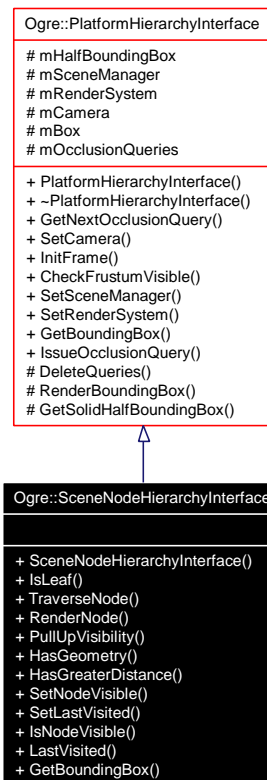 Ogre::PlatformHierarchyInterface
# mHalfBoundingBox
# mSceneManager
# mRenderSystem
# mCamera
# mBox
# mOcclusionQueries
+ PlatformHierarchyInterface()
+ ~PlatformHierarchyInterface()
+ GetNextOcclusionQuery()
+ SetCamera()
+ InitFrame()
+ CheckFrustumVisible()
+ SetSceneManager()
+ SetRenderSystem()
+ GetBoundingBox()
+ IssueOcclusionQuery()
# DeleteQueries()
# RenderBoundingBox()
# GetSolidHalfBoundingBox()
Ogre::SceneNodeHierarchyInterface
+ SceneNodeHierarchyInterface()
+ IsLeaf()
+ TraverseNode()
+ RenderNode()
+ PullUpVisibility()
+ HasGeometry()
+ HasGreaterDistance()
+ SetNodeVisible()
+ SetLastVisited()
+ IsNodeVisible()
+ LastVisited()
+ GetBoundingBox()